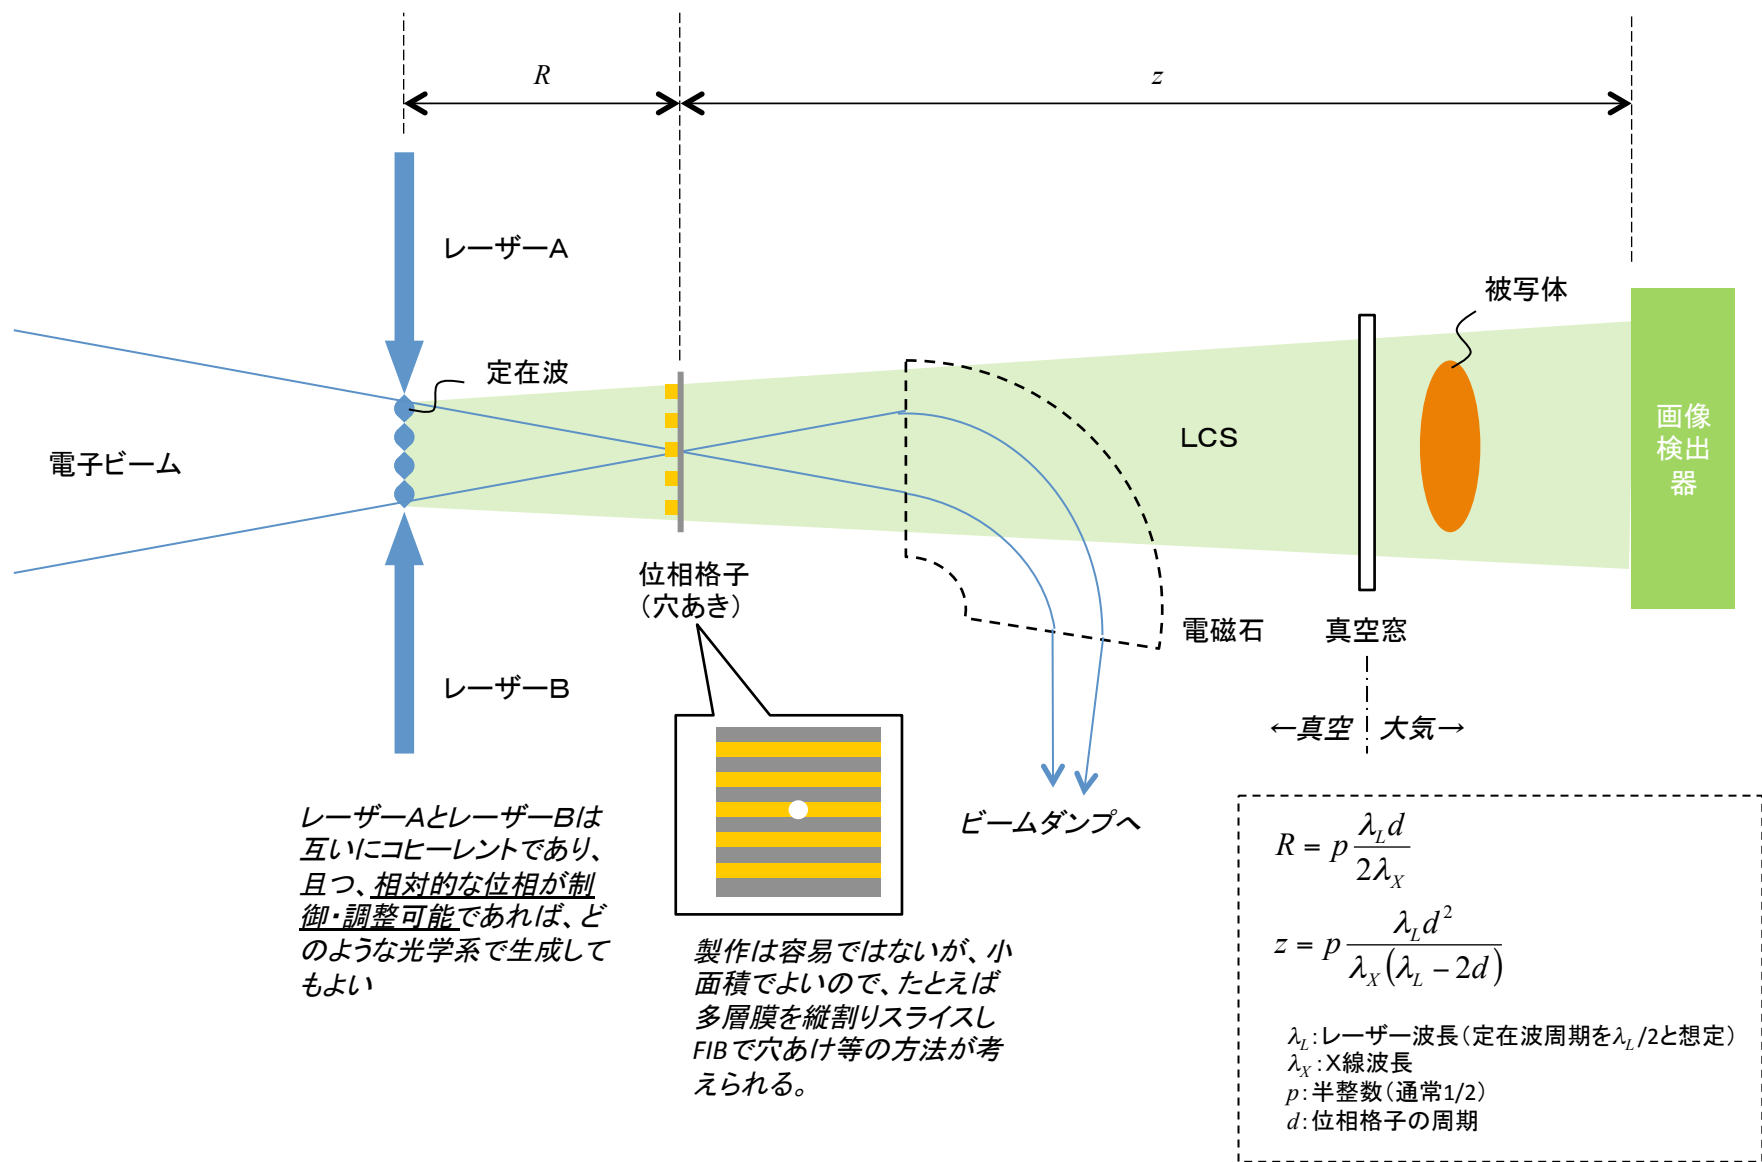 R
z
レーザーA
被写体
定在波
電子ビーム
LCS
画像
検出
器
位相格子
（穴あき）
電磁石
真空窓
レーザーB
←真空
大気→
レーザーAとレーザーBは
互いにコヒーレントであり、
且つ、相対的な位相が制
御・調整可能であれば、ど
のような光学系で生成して
もよい
ビームダンプへ
製作は容易ではないが、小
面積でよいので、たとえば
多層膜を縦割りスライスし
FIBで穴あけ等の方法が考
えられる。
R = p λ_L d / 2λ_X
z = p λ_L d² / λ_X (λ_L − 2d)
λ_L：レーザー波長（定在波周期をλ_L/2と想定）
λ_X：X線波長
p：半整数（通常1/2）
d：位相格子の周期